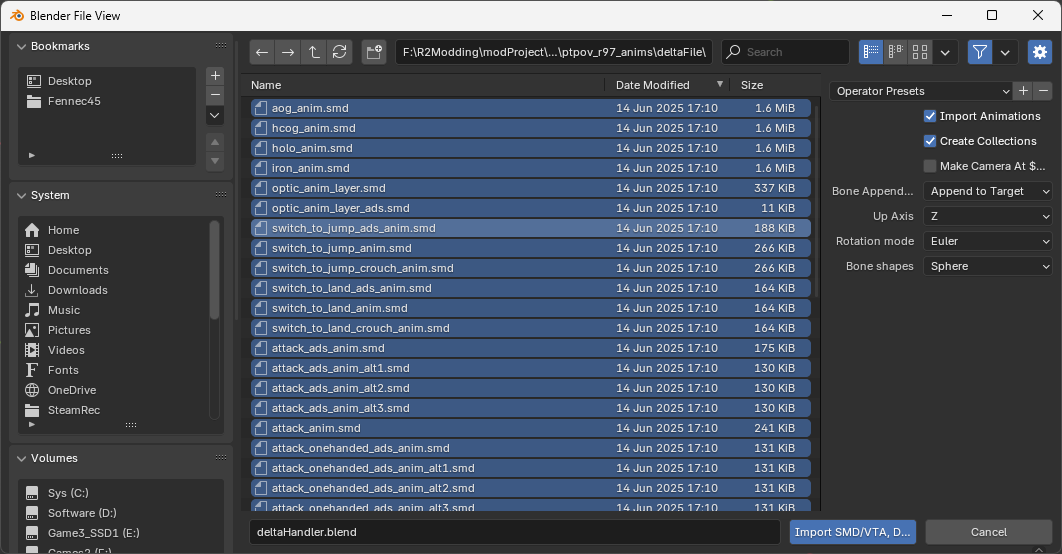 Blender File View
Bookmarks
Desktop
Fennec45
System
Home
Desktop
Documents
Downloads
Music
Pictures
Videos
Fonts
OneDrive
SteamRec
Volumes
Sys (C:)
Software (D:)
Game3_SSD1 (E:)
Games2 (F:)
F:\R2Modding\modProject\...\ptpov_r97_anims\deltaFile\
Search
Name Date Modified Size
aog_anim.smd 14 Jun 2025 17:10 1.6 MiB
hcog_anim.smd 14 Jun 2025 17:10 1.6 MiB
holo_anim.smd 14 Jun 2025 17:10 1.6 MiB
iron_anim.smd 14 Jun 2025 17:10 1.6 MiB
optic_anim_layer.smd 14 Jun 2025 17:10 337 KiB
optic_anim_layer_ads.smd 14 Jun 2025 17:10 11 KiB
switch_to_jump_ads_anim.smd 14 Jun 2025 17:10 188 KiB
switch_to_jump_anim.smd 14 Jun 2025 17:10 266 KiB
switch_to_jump_crouch_anim.smd 14 Jun 2025 17:10 266 KiB
switch_to_land_ads_anim.smd 14 Jun 2025 17:10 164 KiB
switch_to_land_anim.smd 14 Jun 2025 17:10 164 KiB
switch_to_land_crouch_anim.smd 14 Jun 2025 17:10 164 KiB
attack_ads_anim.smd 14 Jun 2025 17:10 175 KiB
attack_ads_anim_alt1.smd 14 Jun 2025 17:10 130 KiB
attack_ads_anim_alt2.smd 14 Jun 2025 17:10 130 KiB
attack_ads_anim_alt3.smd 14 Jun 2025 17:10 130 KiB
attack_anim.smd 14 Jun 2025 17:10 241 KiB
attack_onehanded_ads_anim.smd 14 Jun 2025 17:10 131 KiB
attack_onehanded_ads_anim_alt1.smd 14 Jun 2025 17:10 131 KiB
attack_onehanded_ads_anim_alt2.smd 14 Jun 2025 17:10 131 KiB
attack_onehanded_ads_anim_alt3.smd 14 Jun 2025 17:10 131 KiB
Operator Presets
Import Animations
Create Collections
Make Camera At $...
Bone Append... Append to Target
Up Axis Z
Rotation mode Euler
Bone shapes Sphere
deltaHandler.blend
Import SMD/VTA, D...
Cancel